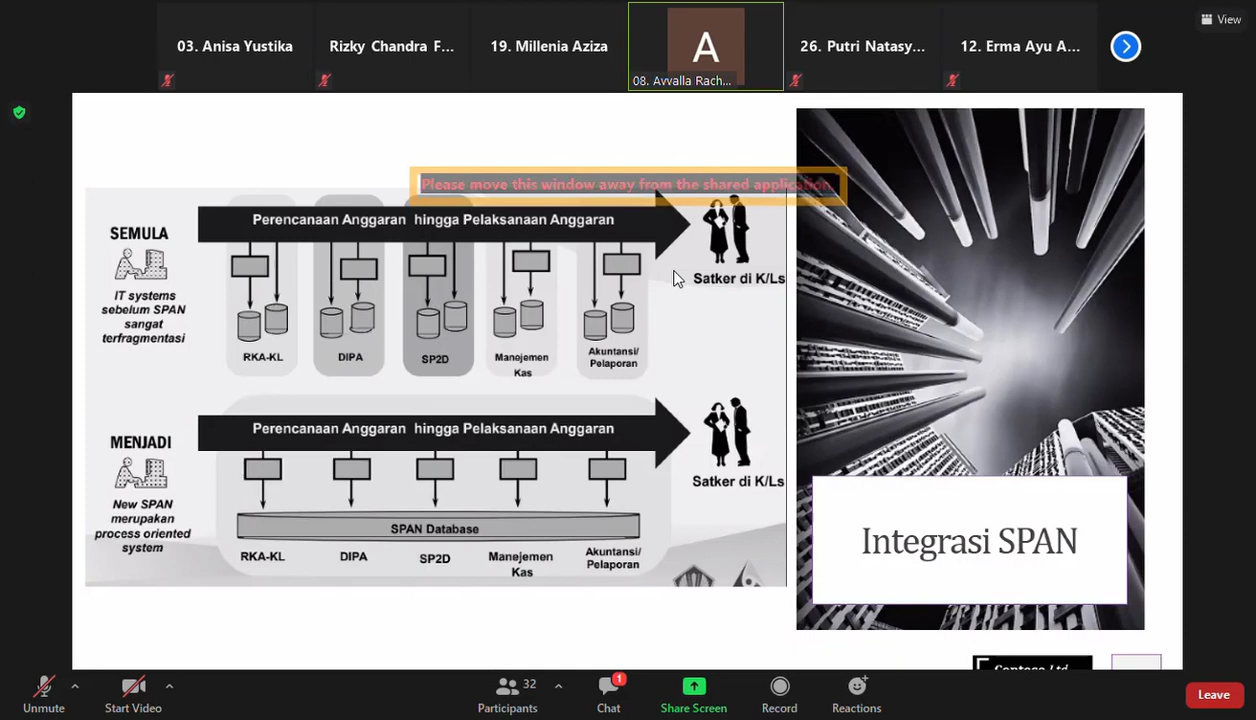 View
03. Anisa Yustika
Rizky Chandra F...
19. Millenia Aziza
A
08. Avvalla Rach...
26. Putri Natasy...
12. Erma Ayu A...
Please move this window away from the shared application.
SEMULA
IT systems
sebelum SPAN
sangat
terfragmentasi
Perencanaan Anggaran hingga Pelaksanaan Anggaran
Satker di K/Ls
RKA-KL
DIPA
SP2D
Manejemen
Kas
Akuntansi/
Pelaporan
MENJADI
New SPAN
merupakan
process oriented
system
Perencanaan Anggaran hingga Pelaksanaan Anggaran
Satker di K/Ls
SPAN Database
RKA-KL
DIPA
SP2D
Manejemen
Kas
Akuntansi/
Pelaporan
Integrasi SPAN
Contoso Ltd.
Unmute
Start Video
32
Participants
1
Chat
Share Screen
Record
Reactions
Leave